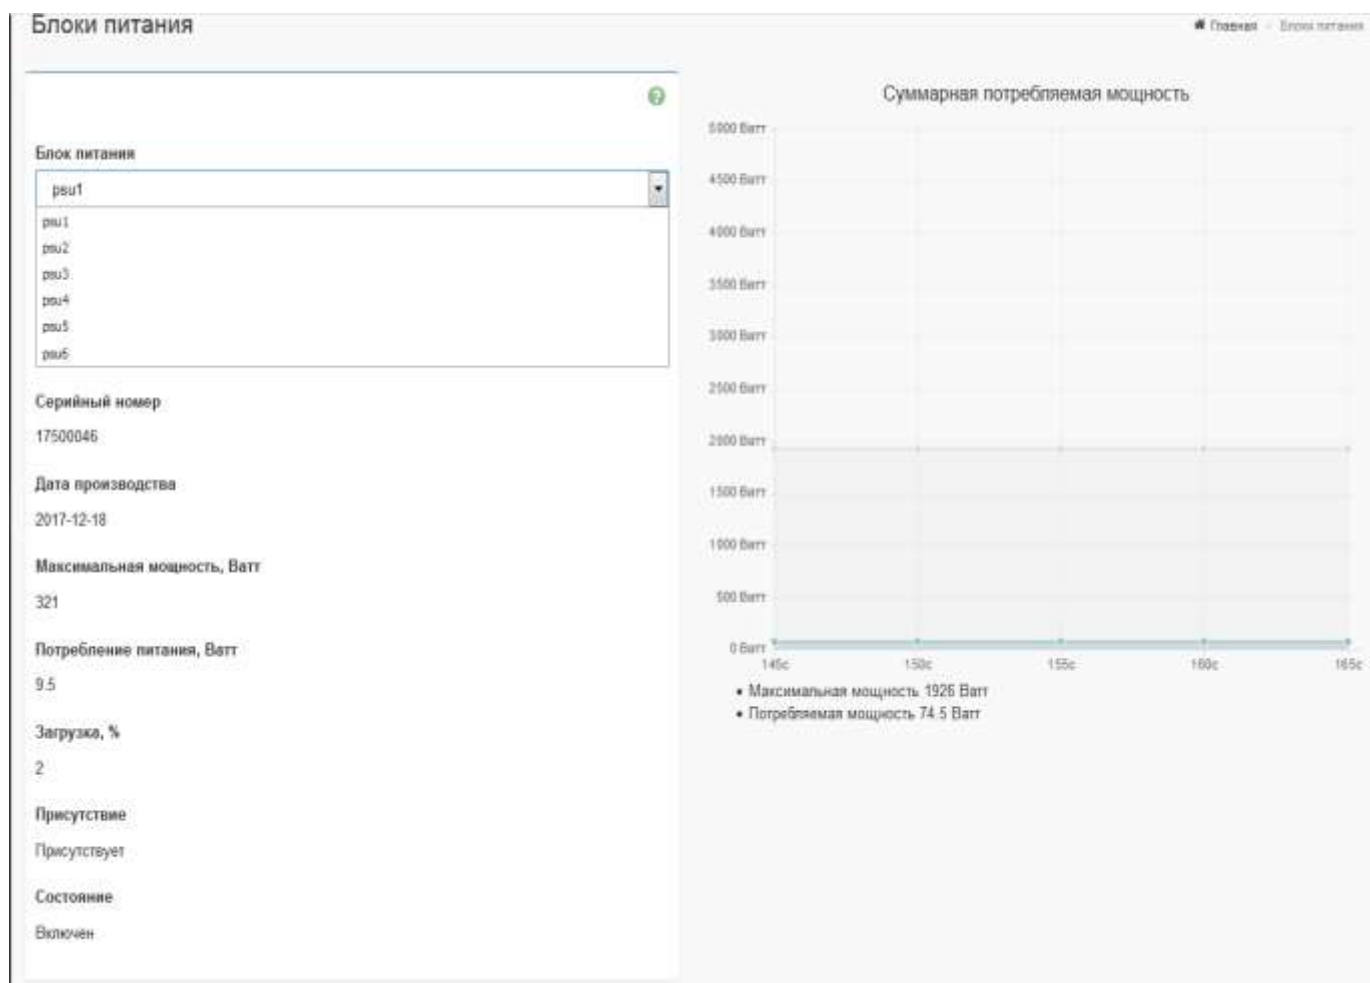 Блоки питания
Главная
Блоки питания
Блок питания
psu1
psu1
psu2
psu3
psu4
psu5
psu6
Серийный номер
17500046
Дата производства
2017-12-18
Максимальная мощность, Ватт
321
Потребление питания, Ватт
9.5
Загрузка, %
2
Присутствие
Присутствует
Состояние
Включен
Суммарная потребляемая мощность
5000 Ватт
4500 Ватт
4000 Ватт
3500 Ватт
3000 Ватт
2500 Ватт
2000 Ватт
1500 Ватт
1000 Ватт
500 Ватт
0 Ватт
145с 150с 155с 160с 165с
• Максимальная мощность 1926 Ватт
• Потребляемая мощность 74.5 Ватт